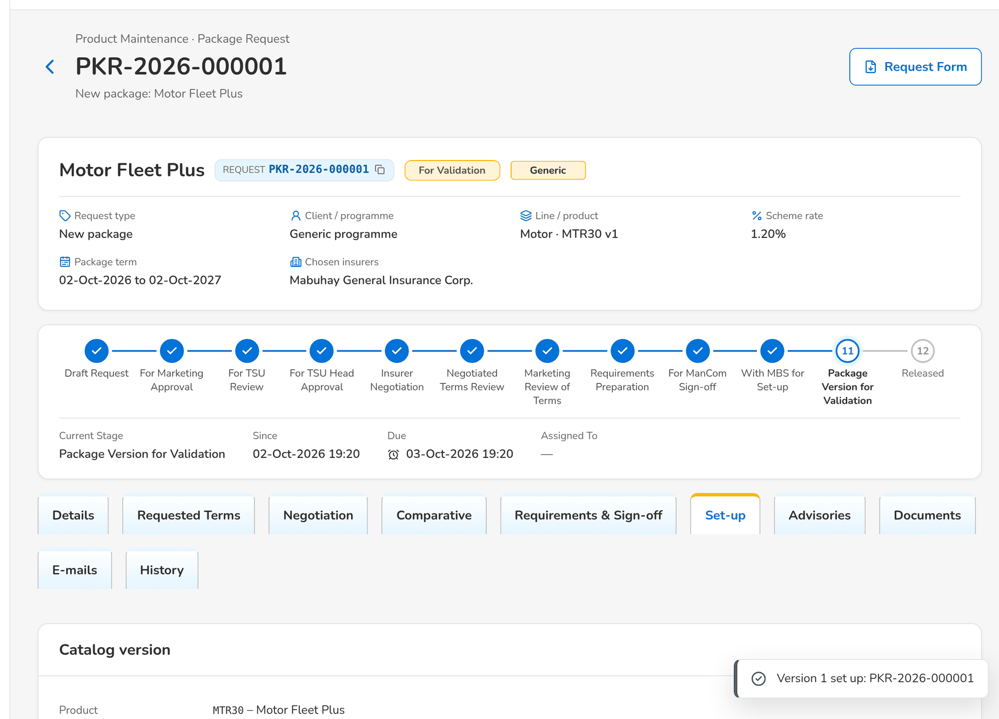 Product Maintenance · Package Request
PKR-2026-000001
New package: Motor Fleet Plus
Request Form
Motor Fleet Plus
REQUEST PKR-2026-000001
For Validation
Generic
Request type
New package
Client / programme
Generic programme
Line / product
Motor · MTR30 v1
Scheme rate
1.20%
Package term
02-Oct-2026 to 02-Oct-2027
Chosen insurers
Mabuhay General Insurance Corp.
Draft Request
For Marketing
Approval
For TSU
Review
For TSU Head
Approval
Insurer
Negotiation
Negotiated
Terms Review
Marketing
Review of
Terms
Requirements
Preparation
For ManCom
Sign-off
With MBS for
Set-up
11
Package
Version for
Validation
12
Released
Current Stage
Package Version for Validation
Since
02-Oct-2026 19:20
Due
03-Oct-2026 19:20
Assigned To
—
Details
Requested Terms
Negotiation
Comparative
Requirements & Sign-off
Set-up
Advisories
Documents
E-mails
History
Catalog version
Version 1 set up: PKR-2026-000001
Product
MTR30 – Motor Fleet Plus